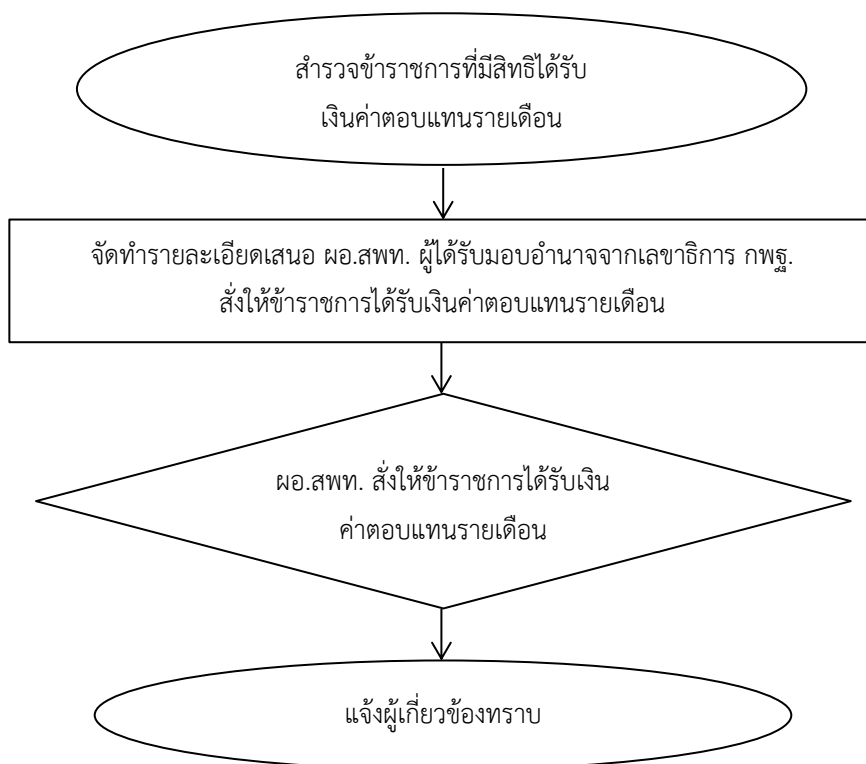 สำรวจข้าราชการที่มีสิทธิได้รับ
เงินค่าตอบแทนรายเดือน
จัดทำรายละเอียดเสนอ ผอ.สพท. ผู้ได้รับมอบอำนาจจากเลขาธิการ กพฐ.
สั่งให้ข้าราชการได้รับเงินค่าตอบแทนรายเดือน
ผอ.สพท. สั่งให้ข้าราชการได้รับเงิน
ค่าตอบแทนรายเดือน
แจ้งผู้เกี่ยวข้องทราบ